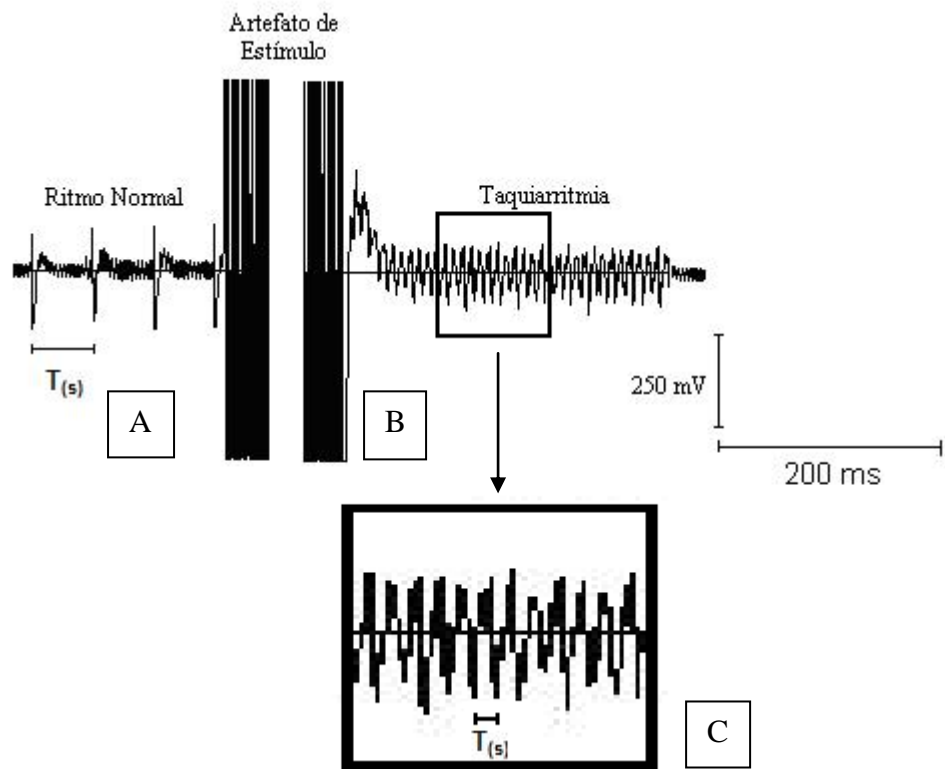 Artefato de
Estímulo
Ritmo Normal
Taquiarritmia
T(s)
A
B
250 mV
200 ms
T(s)
C